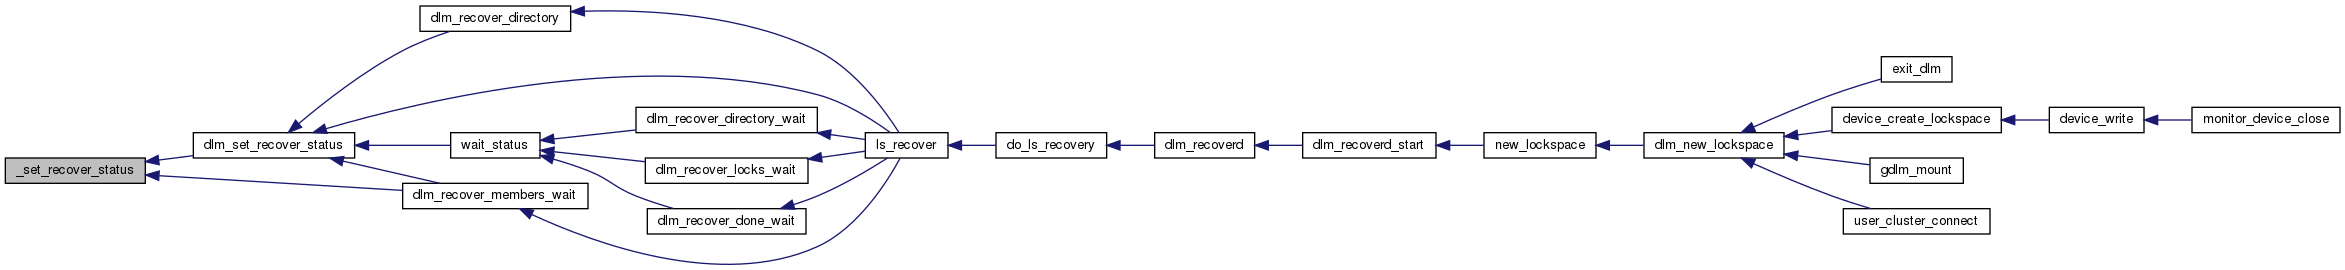 _set_recover_status
dlm_set_recover_status
dlm_recover_directory
wait_status
dlm_recover_members_wait
dlm_recover_directory_wait
dlm_recover_locks_wait
dlm_recover_done_wait
ls_recover
do_ls_recovery
dlm_recoverd
dlm_recoverd_start
new_lockspace
dlm_new_lockspace
exit_dlm
device_create_lockspace
gdlm_mount
user_cluster_connect
device_write
monitor_device_close